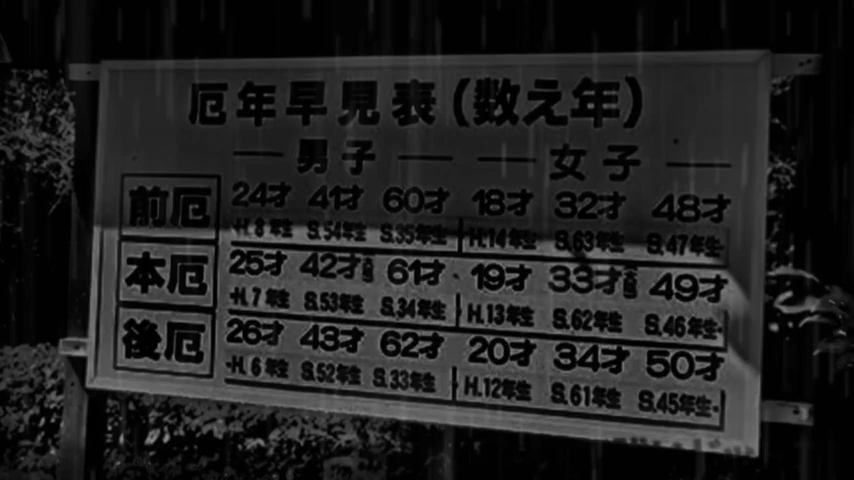 厄年早見表(数え年)
男子 女子
前厄 24才 41才 60才 18才 32才 48才
H.8年生 S.54年生 S.35年生 H.14年生 S.63年生 S.47年生
本厄 25才 42才 61才 19才 33才 49才
H.7年生 S.53年生 S.34年生 H.13年生 S.62年生 S.46年生
後厄 26才 43才 62才 20才 34才 50才
H.6年生 S.52年生 S.33年生 H.12年生 S.61年生 S.45年生